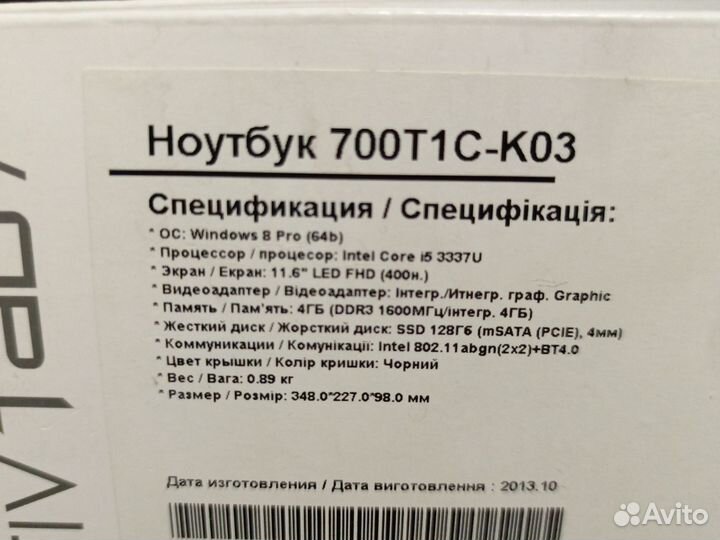 Ноутбук 700T1C-K03
Спецификация / Специфікація:
* ОС: Windows 8 Pro (64b)
* Процессор / процесор: Intel Core i5 3337U
* Экран / Екран: 11.6" LED FHD (400н.)
* Видеоадаптер / Відеоадаптер: Інтегр./Итнегр. граф. Graphic
* Память / Пам'ять: 4ГБ (DDR3 1600МГц/інтегр. 4ГБ)
* Жесткий диск / Жорсткий диск: SSD 128Гб (mSATA (PCIE), 4мм)
* Коммуникации / Комунікації: Intel 802.11abgn(2x2)+BT4.0
* Цвет крышки / Колір кришки: Чорний
* Вес / Вага: 0.89 кг
* Размер / Розмір: 348.0*227.0*98.0 мм
Дата изготовления / Дата виготовлення : 2013.10
Avito